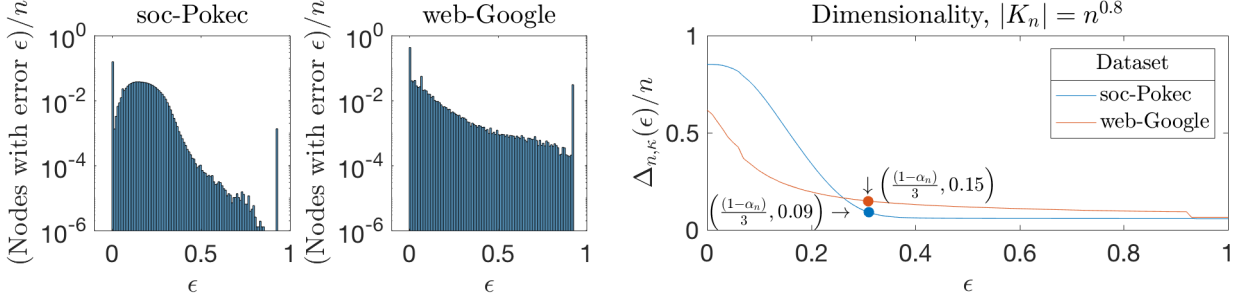 soc-Pokec
(Nodes with error ϵ)/n
10^0
10^-2
10^-4
10^-6
0
0.5
1
ϵ
web-Google
(Nodes with error ϵ)/n
10^0
10^-2
10^-4
10^-6
0
0.5
1
ϵ
Dimensionality, |K_n| = n^0.8
Δ_{n,κ}(ϵ)/n
1
0.5
0
Dataset
soc-Pokec
web-Google
↓ ((1−α_n)/3, 0.15)
((1−α_n)/3, 0.09) →
0
0.2
0.4
0.6
0.8
1
ϵ